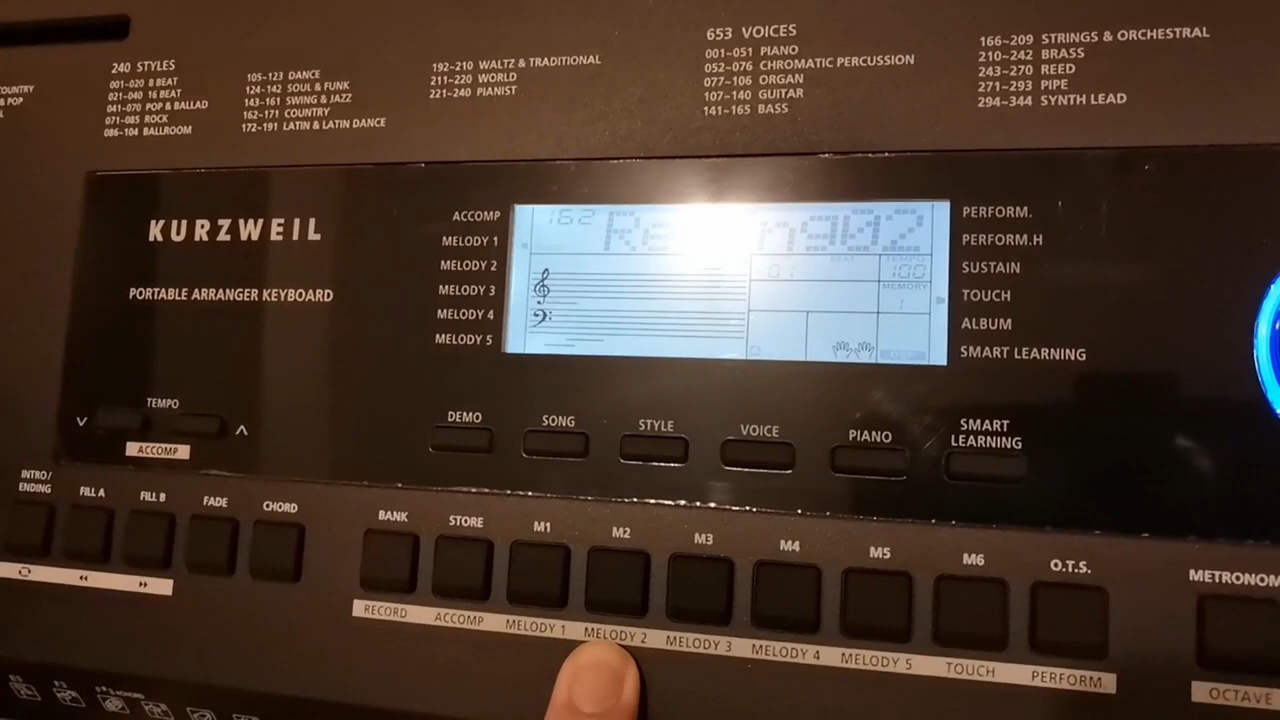 240 STYLES
001~020 8 BEAT
021~040 16 BEAT
041~070 POP & BALLAD
071~085 ROCK
086~104 BALLROOM
105~123 DANCE
124~142 SOUL & FUNK
143~161 SWING & JAZZ
162~171 COUNTRY
172~191 LATIN & LATIN DANCE
192~210 WALTZ & TRADITIONAL
211~220 WORLD
221~240 PIANIST
653 VOICES
001~051 PIANO
052~076 CHROMATIC PERCUSSION
077~106 ORGAN
107~140 GUITAR
141~165 BASS
166~209 STRINGS & ORCHESTRAL
210~242 BRASS
243~270 REED
271~293 PIPE
294~344 SYNTH LEAD
KURZWEIL
PORTABLE ARRANGER KEYBOARD
ACCOMP
MELODY 1
MELODY 2
MELODY 3
MELODY 4
MELODY 5
162
01
BEAT
TEMPO
100
MEMORY
1
DSP
PERFORM.
PERFORM.H
SUSTAIN
TOUCH
ALBUM
SMART LEARNING
TEMPO
∨ ∧
ACCOMP
DEMO
SONG
STYLE
VOICE
PIANO
SMART
LEARNING
INTRO/
ENDING
FILL A
FILL B
FADE
CHORD
BANK
STORE
M1
M2
M3
M4
M5
M6
O.T.S.
RECORD
ACCOMP
MELODY 1
MELODY 2
MELODY 3
MELODY 4
MELODY 5
TOUCH
PERFORM.
METRONOM
OCTAVE